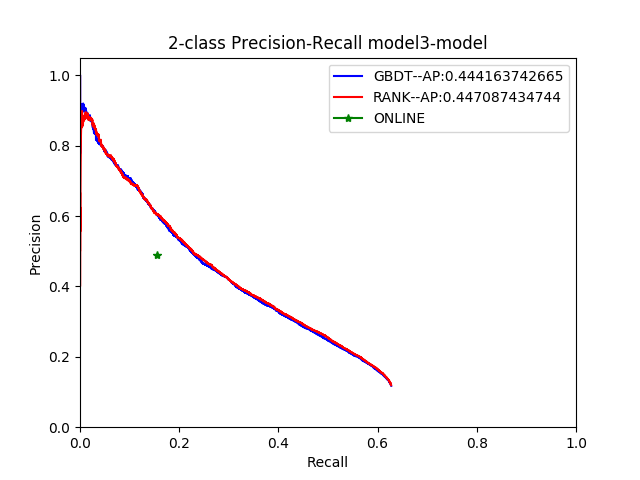 2-class Precision-Recall model3-model
GBDT--AP:0.444163742665
RANK--AP:0.447087434744
ONLINE
1.0
0.8
0.6
0.4
0.2
0.0
Precision
0.0 0.2 0.4 0.6 0.8 1.0
Recall